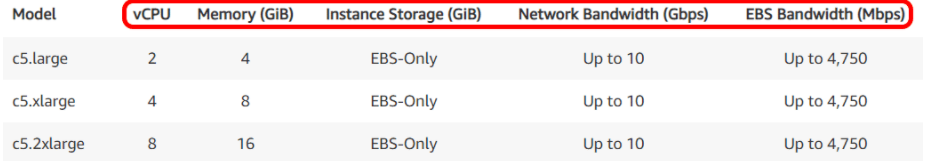 Model vCPU Memory (GiB) Instance Storage (GiB) Network Bandwidth (Gbps) EBS Bandwidth (Mbps)
c5.large 2 4 EBS-Only Up to 10 Up to 4,750
c5.xlarge 4 8 EBS-Only Up to 10 Up to 4,750
c5.2xlarge 8 16 EBS-Only Up to 10 Up to 4,750